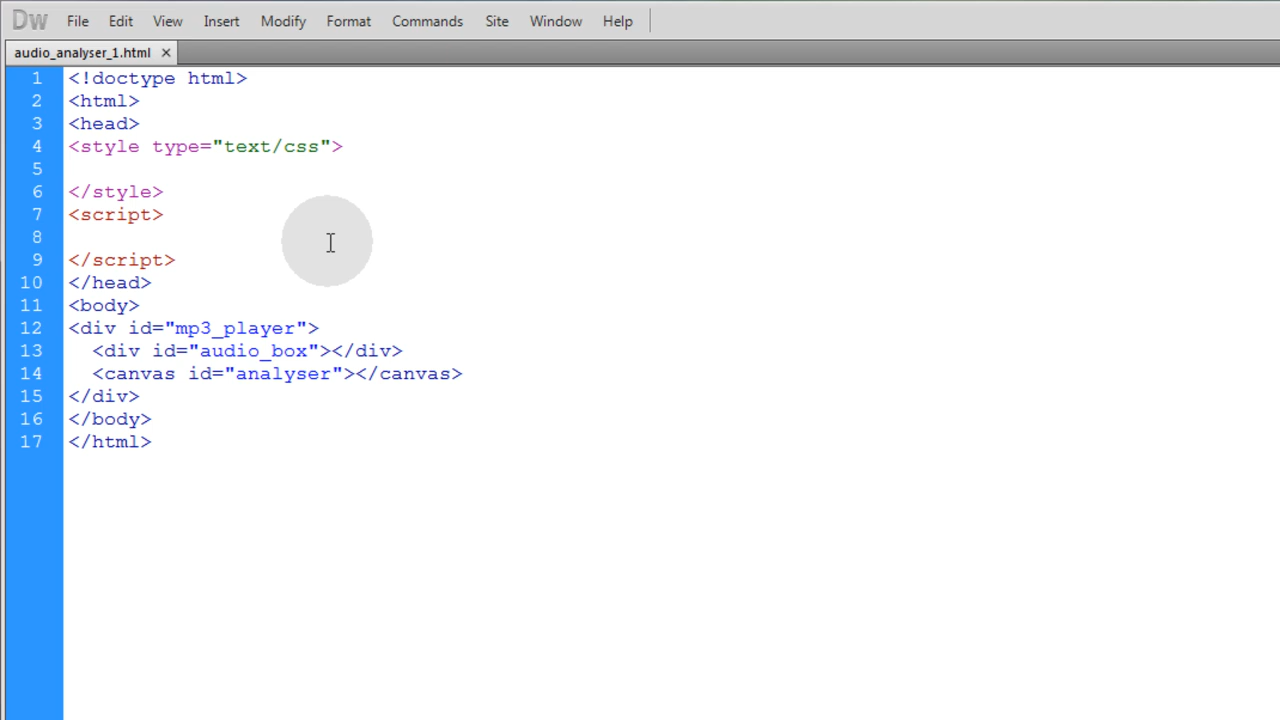 Dw File Edit View Insert Modify Format Commands Site Window Help
audio_analyser_1.html ×
1 <!doctype html>
2 <html>
3 <head>
4 <style type="text/css">
5
6 </style>
7 <script>
8
9 </script>
10 </head>
11 <body>
12 <div id="mp3_player">
13   <div id="audio_box"></div>
14   <canvas id="analyser"></canvas>
15 </div>
16 </body>
17 </html>